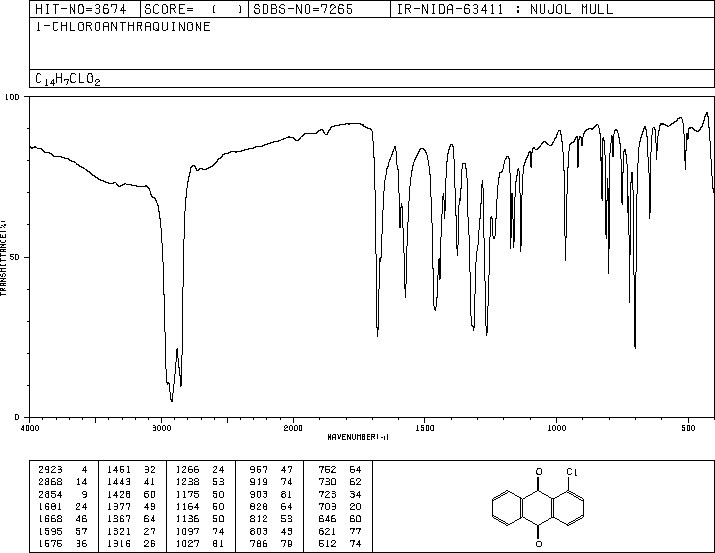 HIT-NO=3674 SCORE= ( ) SDBS-NO=7265 IR-NIDA-63411 : NUJOL MULL
1-CHLOROANTHRAQUINONE
C14H7CLO2
100
50
0
TRANSMITTANCE(%)
4000 3000 2000 1500 1000 500
WAVENUMBER(-1)
2923 4 1461 32 1266 24 967 47 752 64
2868 14 1443 41 1238 53 919 74 730 62
2854 9 1428 60 1175 50 903 81 723 34
1681 24 1377 49 1164 50 828 64 703 20
1668 46 1367 64 1136 50 812 53 646 60
1595 57 1321 27 1097 74 803 43 621 77
1575 36 1316 26 1027 81 786 79 512 74
O Cl
O